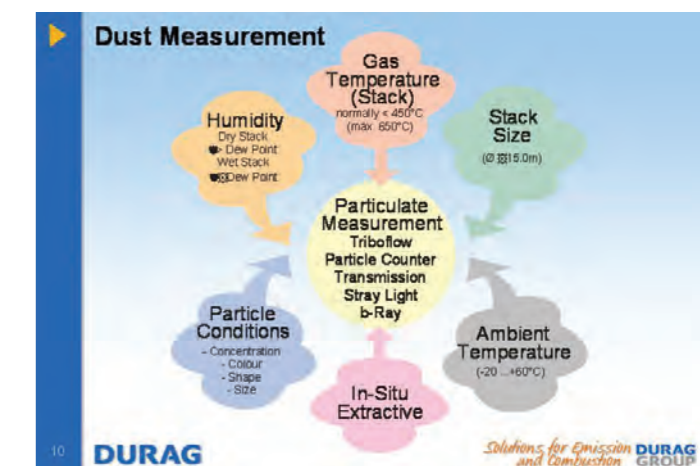 Dust Measurement
Gas
Temperature
(Stack)
normally < 450°C
(max. 650°C)
Humidity
Dry Stack
> Dew Point
Wet Stack
Dew Point
Stack
Size
(Ø 15.0m)
Particulate
Measurement
Triboflow
Particle Counter
Transmission
Stray Light
b-Ray
Particle
Conditions
- Concentration
- Colour
- Shape
- Size
Ambient
Temperature
(-20 ...+60°C)
In-Situ
Extractive
10
DURAG
Solutions for Emission
and Combustion
DURAG
GROUP